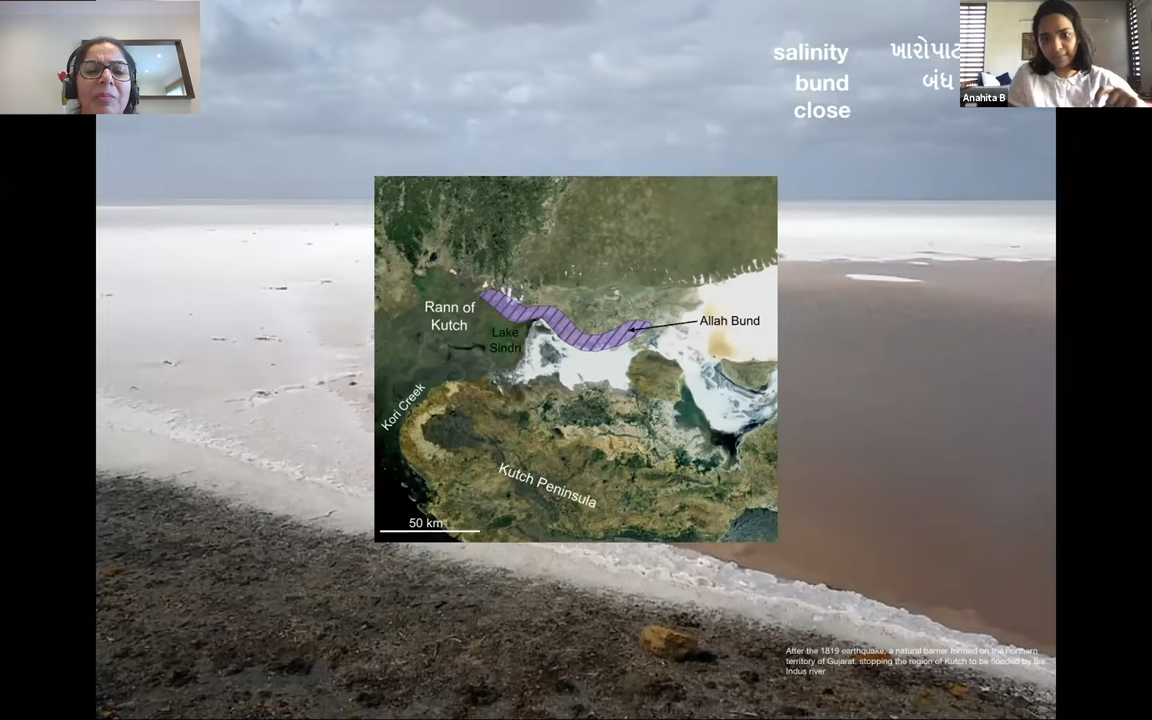 salinity
bund
close
બંધ
Anahita B
Rann of
Kutch
Lake
Sindri
Allah Bund
Kori Creek
Kutch Peninsula
50 km
After the 1819 earthquake, a natural barrier formed on the northern
territory of Gujarat, stopping the region of Kutch to be flooded by the
Indus river